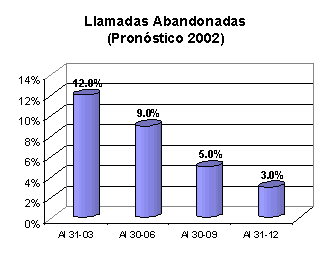 Llamadas Abandonadas
(Pronóstico 2002)
14%
12%
10%
8%
6%
4%
2%
0%
12.0%
9.0%
5.0%
3.0%
Al 31-03
Al 30-06
Al 30-09
Al 31-12